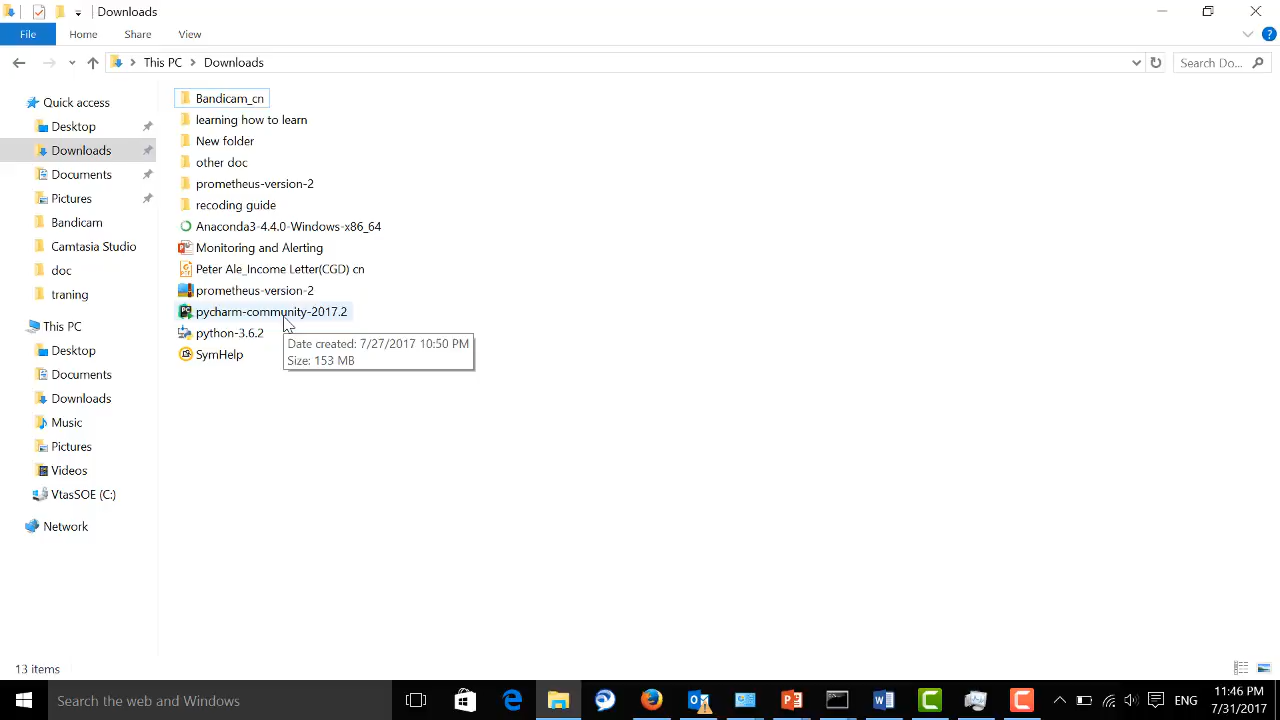 Downloads
File
Home
Share
View
This PC
Downloads
Search Do...
Quick access
Desktop
Downloads
Documents
Pictures
Bandicam
Camtasia Studio
doc
traning
This PC
Desktop
Documents
Downloads
Music
Pictures
Videos
VtasSOE (C:)
Network
Bandicam_cn
learning how to learn
New folder
other doc
prometheus-version-2
recoding guide
Anaconda3-4.4.0-Windows-x86_64
Monitoring and Alerting
Peter Ale_Income Letter(CGD) cn
prometheus-version-2
pycharm-community-2017.2
python-3.6.2
SymHelp
Date created: 7/27/2017 10:50 PM
Size: 153 MB
13 items
Search the web and Windows
ENG
11:46 PM
7/31/2017